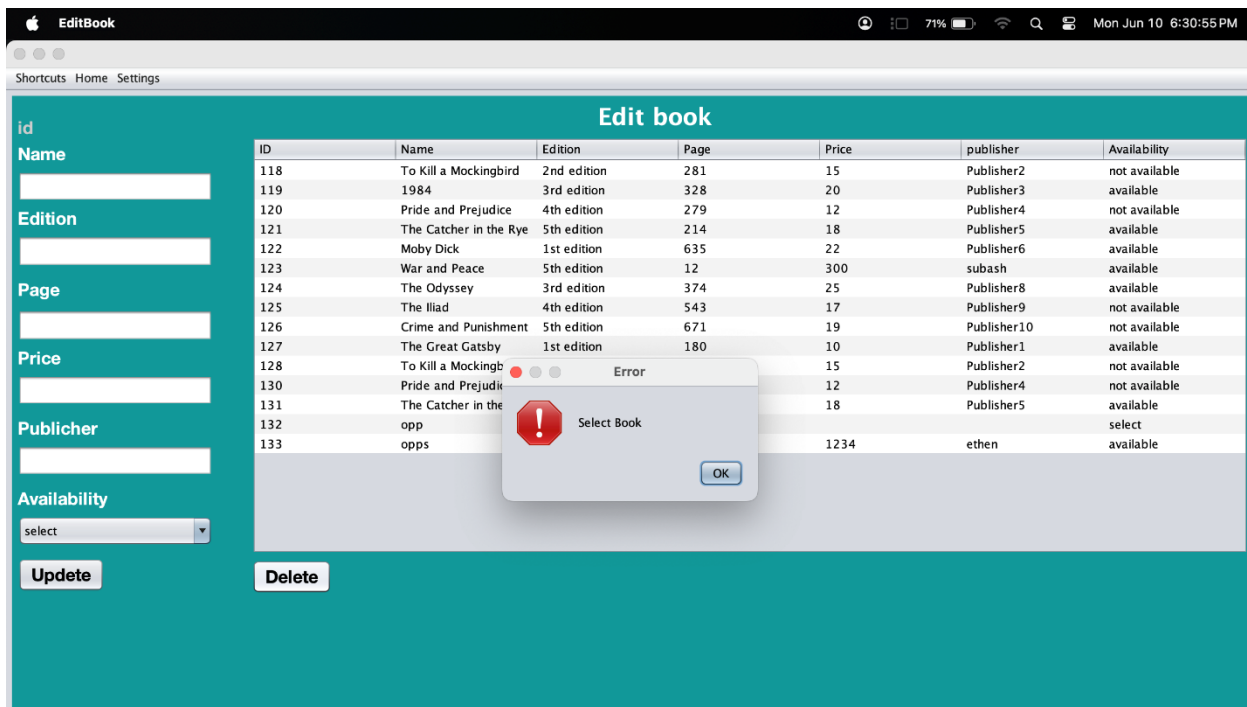 EditBook 71% Mon Jun 10 6:30:55 PM
Shortcuts Home Settings
Edit book
id
Name
Edition
Page
Price
Publicher
Availability
select
Updete
ID Name Edition Page Price publisher Availability
118 To Kill a Mockingbird 2nd edition 281 15 Publisher2 not available
119 1984 3rd edition 328 20 Publisher3 available
120 Pride and Prejudice 4th edition 279 12 Publisher4 not available
121 The Catcher in the Rye 5th edition 214 18 Publisher5 available
122 Moby Dick 1st edition 635 22 Publisher6 available
123 War and Peace 5th edition 12 300 subash available
124 The Odyssey 3rd edition 374 25 Publisher8 available
125 The Iliad 4th edition 543 17 Publisher9 not available
126 Crime and Punishment 5th edition 671 19 Publisher10 not available
127 The Great Gatsby 1st edition 180 10 Publisher1 available
128 To Kill a Mockingb 15 Publisher2 not available
130 Pride and Prejudic 12 Publisher4 not available
131 The Catcher in the 18 Publisher5 available
132 opp select
133 opps 1234 ethen available
Error
Select Book
OK
Delete